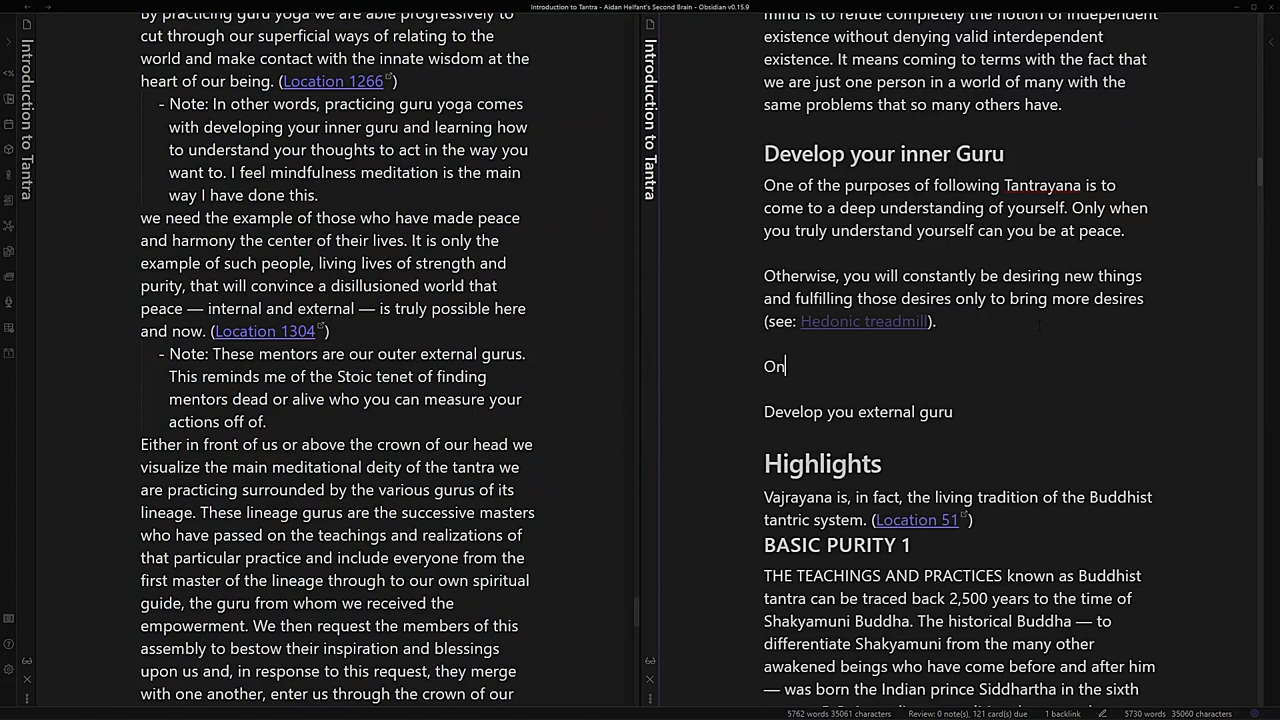 Introduction to Tantra - Aidan Helfant's Second Brain - Obsidian v0.15.9
Introduction to Tantra
by practicing guru yoga we are able progressively to
cut through our superficial ways of relating to the
world and make contact with the innate wisdom at the
heart of our being. (Location 1266)
- Note: In other words, practicing guru yoga comes
with developing your inner guru and learning how
to understand your thoughts to act in the way you
want to. I feel mindfulness meditation is the main
way I have done this.
we need the example of those who have made peace
and harmony the center of their lives. It is only the
example of such people, living lives of strength and
purity, that will convince a disillusioned world that
peace — internal and external — is truly possible here
and now. (Location 1304)
- Note: These mentors are our outer external gurus.
This reminds me of the Stoic tenet of finding
mentors dead or alive who you can measure your
actions off of.
Either in front of us or above the crown of our head we
visualize the main meditational deity of the tantra we
are practicing surrounded by the various gurus of its
lineage. These lineage gurus are the successive masters
who have passed on the teachings and realizations of
that particular practice and include everyone from the
first master of the lineage through to our own spiritual
guide, the guru from whom we received the
empowerment. We then request the members of this
assembly to bestow their inspiration and blessings
upon us and, in response to this request, they merge
with one another, enter us through the crown of our
Introduction to Tantra
mind is to refute completely the notion of independent
existence without denying valid interdependent
existence. It means coming to terms with the fact that
we are just one person in a world of many with the
same problems that so many others have.
Develop your inner Guru
One of the purposes of following Tantrayana is to
come to a deep understanding of yourself. Only when
you truly understand yourself can you be at peace.
Otherwise, you will constantly be desiring new things
and fulfilling those desires only to bring more desires
(see: Hedonic treadmill).
On
Develop you external guru
Highlights
Vajrayana is, in fact, the living tradition of the Buddhist
tantric system. (Location 51)
BASIC PURITY 1
THE TEACHINGS AND PRACTICES known as Buddhist
tantra can be traced back 2,500 years to the time of
Shakyamuni Buddha. The historical Buddha — to
differentiate Shakyamuni from the many other
awakened beings who have come before and after him
— was born the Indian prince Siddhartha in the sixth
5762 words 35061 characters Review: 0 note(s), 121 card(s) due 1 backlink 5730 words 35060 characters